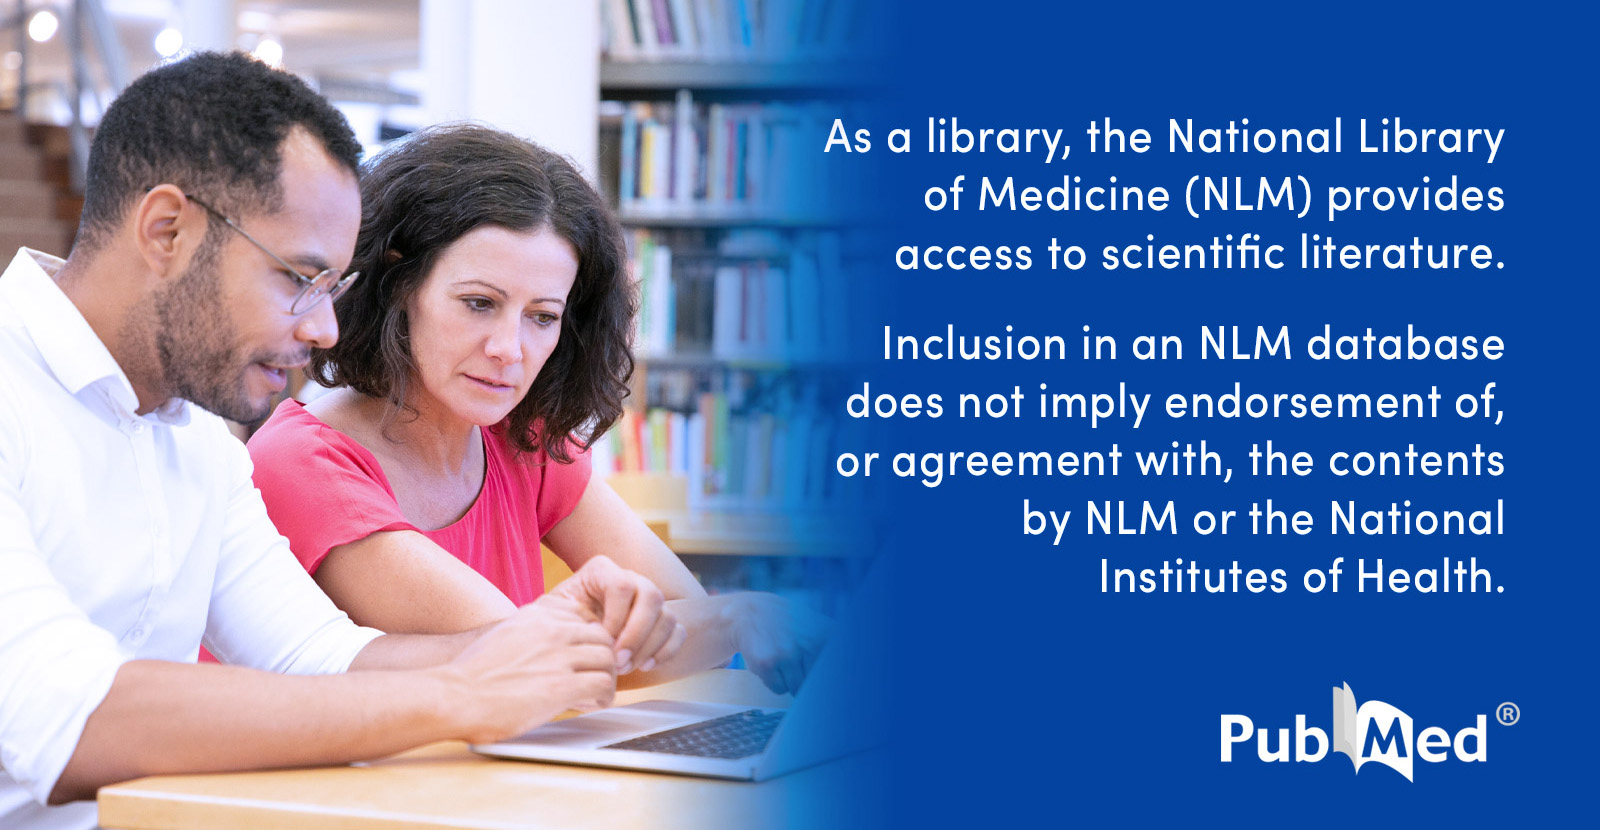 As a library, the National Library
of Medicine (NLM) provides
access to scientific literature.
Inclusion in an NLM database
does not imply endorsement of,
or agreement with, the contents
by NLM or the National
Institutes of Health.
PubMed®